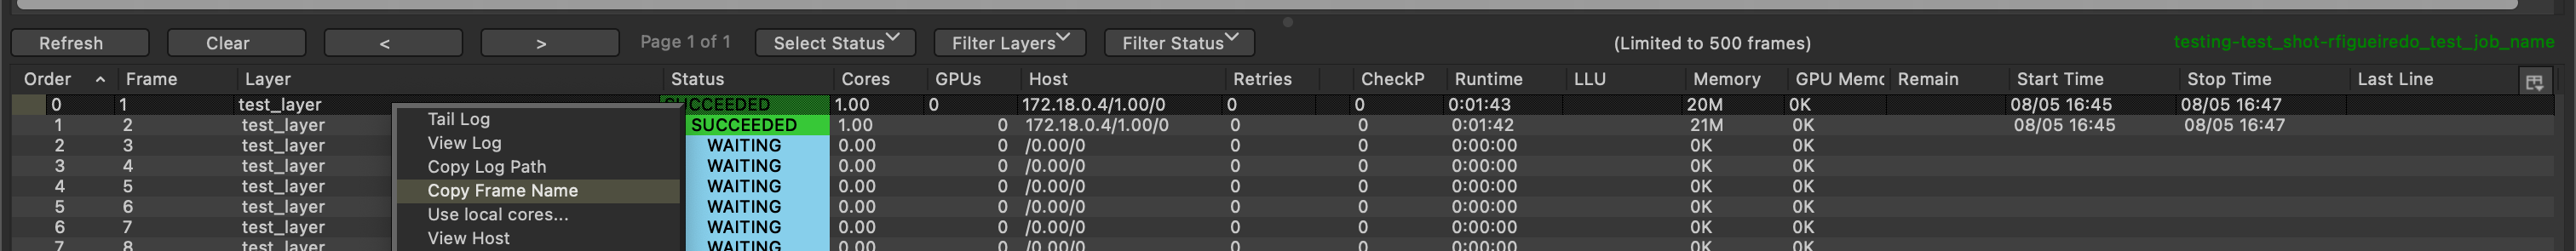 Refresh Clear < > Page 1 of 1 Select Status Filter Layers Filter Status (Limited to 500 frames) testing-test_shot-rfigueiredo_test_job_name
Order Frame Layer Status Cores GPUs Host Retries CheckP Runtime LLU Memory GPU Memc Remain Start Time Stop Time Last Line
0 1 test_layer SUCCEEDED 1.00 0 172.18.0.4/1.00/0 0 0 0:01:43 20M 0K 08/05 16:45 08/05 16:47
1 2 test_layer SUCCEEDED 1.00 0 172.18.0.4/1.00/0 0 0 0:01:42 21M 0K 08/05 16:45 08/05 16:47
2 3 test_layer WAITING 0.00 0 /0.00/0 0 0 0:00:00 0K 0K
3 4 test_layer WAITING 0.00 0 /0.00/0 0 0 0:00:00 0K 0K
4 5 test_layer WAITING 0.00 0 /0.00/0 0 0 0:00:00 0K 0K
5 6 test_layer WAITING 0.00 0 /0.00/0 0 0 0:00:00 0K 0K
6 7 test_layer WAITING 0.00 0 /0.00/0 0 0 0:00:00 0K 0K
7 8 test_layer WAITING 0.00 0 /0.00/0 0 0 0:00:00 0K 0K
Tail Log
View Log
Copy Log Path
Copy Frame Name
Use local cores...
View Host